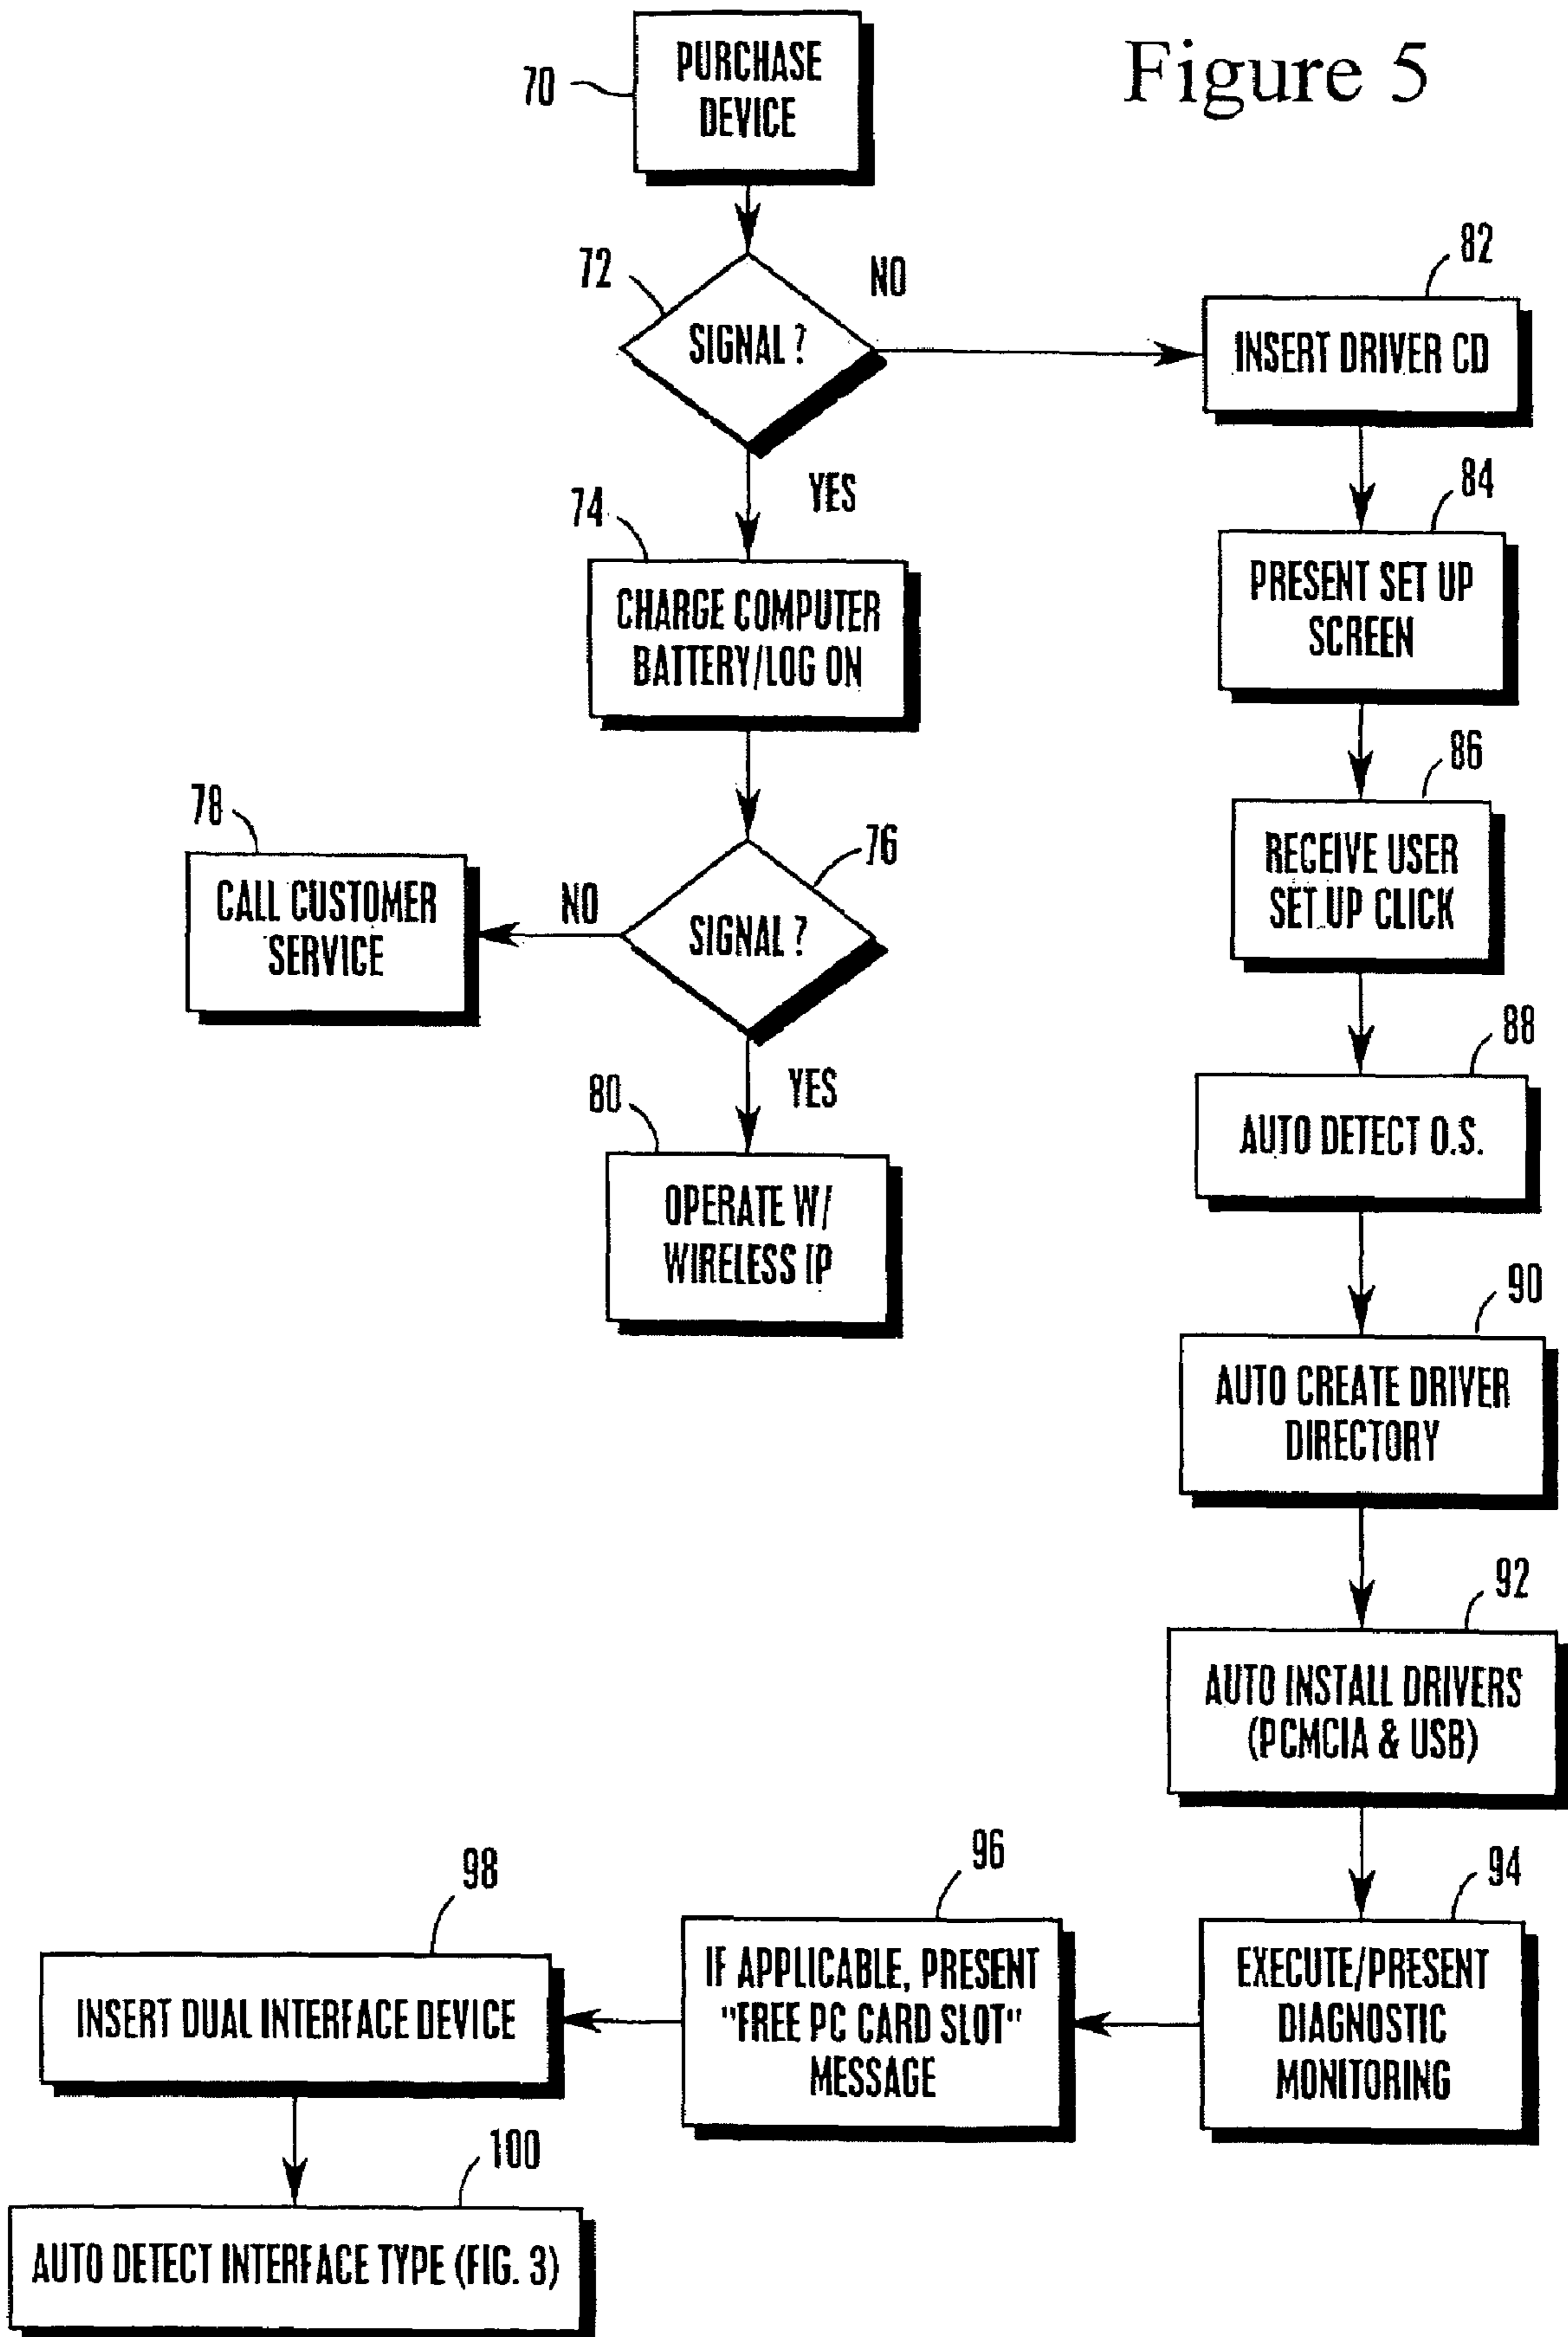 Figure 5
70
PURCHASE
DEVICE
72
SIGNAL ?
NO
YES
74
CHARGE COMPUTER
BATTERY/LOG ON
76
SIGNAL ?
NO
78
CALL CUSTOMER
SERVICE
YES
80
OPERATE W/
WIRELESS IP
82
INSERT DRIVER CD
84
PRESENT SET UP
SCREEN
86
RECEIVE USER
SET UP CLICK
88
AUTO DETECT O.S.
90
AUTO CREATE DRIVER
DIRECTORY
92
AUTO INSTALL DRIVERS
(PCMCIA & USB)
94
EXECUTE/PRESENT
DIAGNOSTIC
MONITORING
96
IF APPLICABLE, PRESENT
"FREE PC CARD SLOT"
MESSAGE
98
INSERT DUAL INTERFACE DEVICE
100
AUTO DETECT INTERFACE TYPE (FIG. 3)